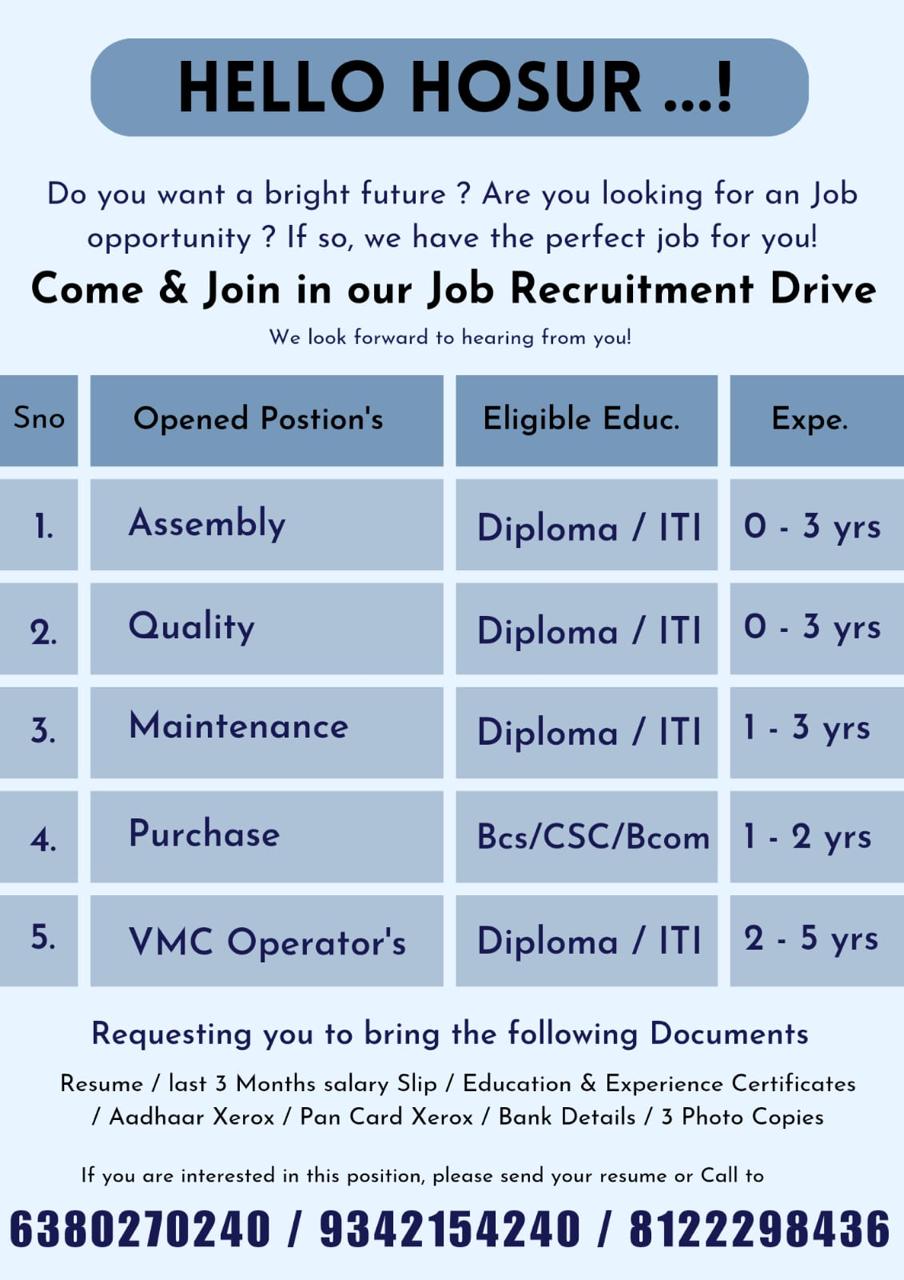 HELLO HOSUR ...!
Do you want a bright future ? Are you looking for an Job
opportunity ? If so, we have the perfect job for you!
Come & Join in our Job Recruitment Drive
We look forward to hearing from you!
Sno Opened Postion's Eligible Educ. Expe.
1. Assembly Diploma / ITI 0 - 3 yrs
2. Quality Diploma / ITI 0 - 3 yrs
3. Maintenance Diploma / ITI 1 - 3 yrs
4. Purchase Bcs/CSC/Bcom 1 - 2 yrs
5. VMC Operator's Diploma / ITI 2 - 5 yrs
Requesting you to bring the following Documents
Resume / last 3 Months salary Slip / Education & Experience Certificates
/ Aadhaar Xerox / Pan Card Xerox / Bank Details / 3 Photo Copies
If you are interested in this position, please send your resume or Call to
6380270240 / 9342154240 / 8122298436